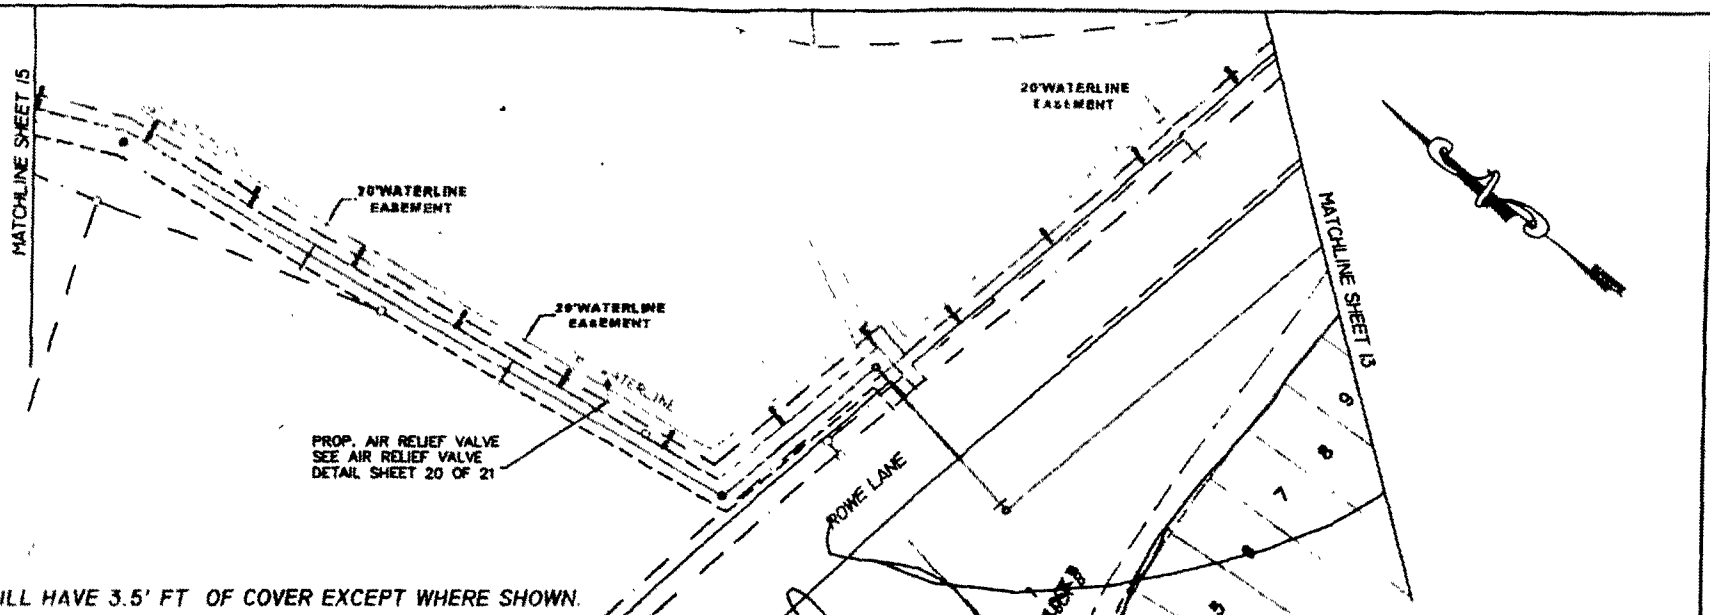 MATCHLINE SHEET 15
20'WATERLINE
EASEMENT
20'WATERLINE
EASEMENT
20'WATERLINE
EASEMENT
MATCHLINE SHEET 13
PROP. AIR RELIEF VALVE
SEE AIR RELIEF VALVE
DETAIL SHEET 20 OF 21
ROWE LANE
9
8
7
ILL HAVE 3.5' FT OF COVER EXCEPT WHERE SHOWN.